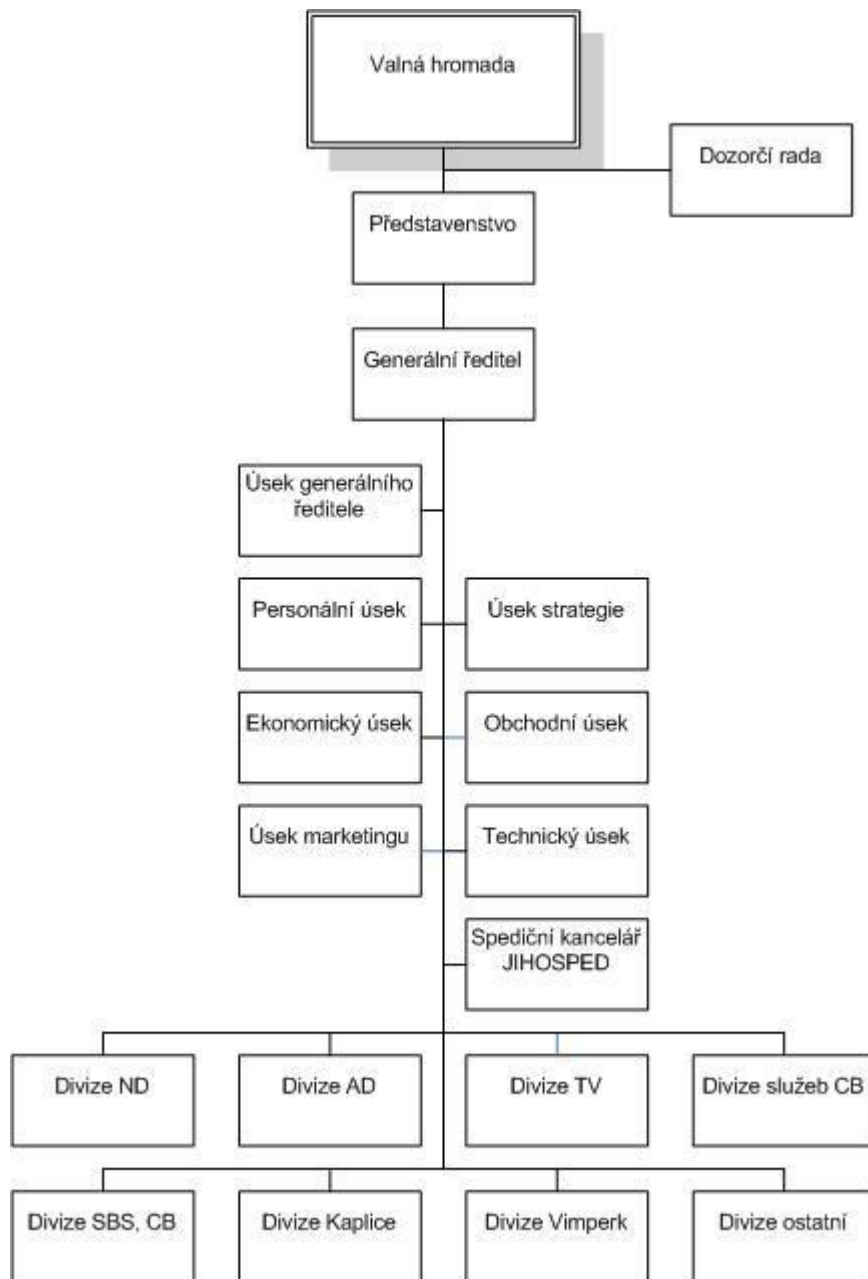 Valná hromada
Dozorčí rada
Představenstvo
Generální ředitel
Úsek generálního
ředitele
Personální úsek
Úsek strategie
Ekonomický úsek
Obchodní úsek
Úsek marketingu
Technický úsek
Spediční kancelář
JIHOSPED
Divize ND
Divize AD
Divize TV
Divize služeb CB
Divize SBS, CB
Divize Kaplice
Divize Vimperk
Divize ostatní